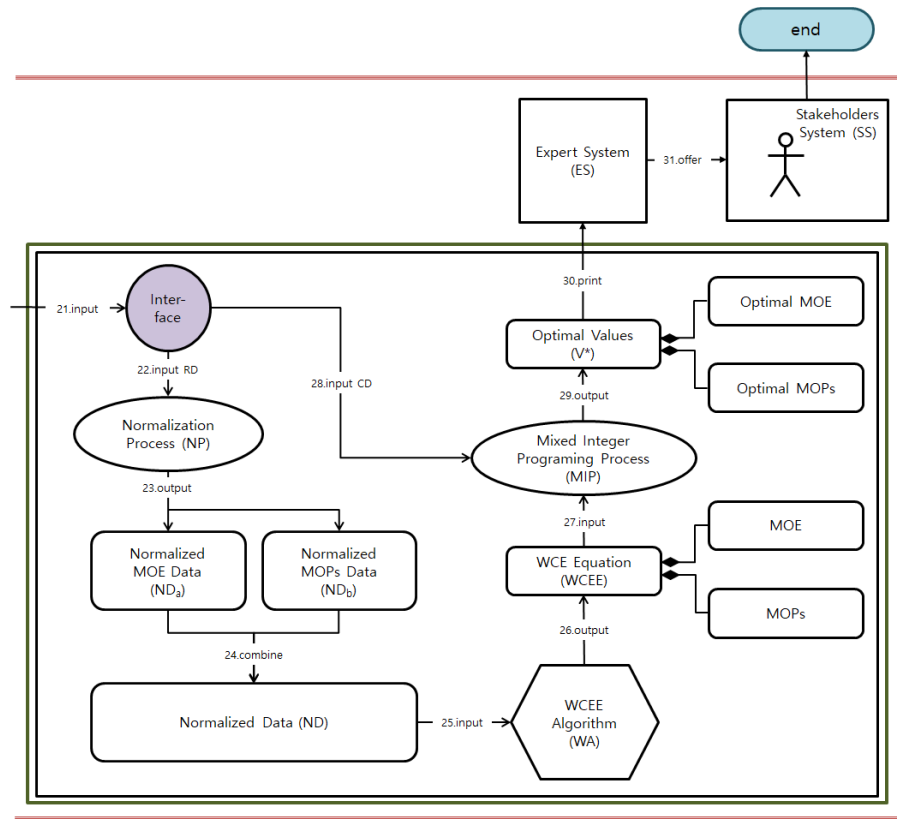 end
Stakeholders
System (SS)
Expert System
(ES)
31.offer
30.print
21.input
Inter-
face
22.input RD
28.input CD
Optimal Values
(V*)
Optimal MOE
Optimal MOPs
29.output
Normalization
Process (NP)
Mixed Integer
Programing Process
(MIP)
23.output
27.input
Normalized
MOE Data
(NDa)
Normalized
MOPs Data
(NDb)
WCE Equation
(WCEE)
MOE
MOPs
26.output
24.combine
Normalized Data (ND)
25.input
WCEE
Algorithm
(WA)